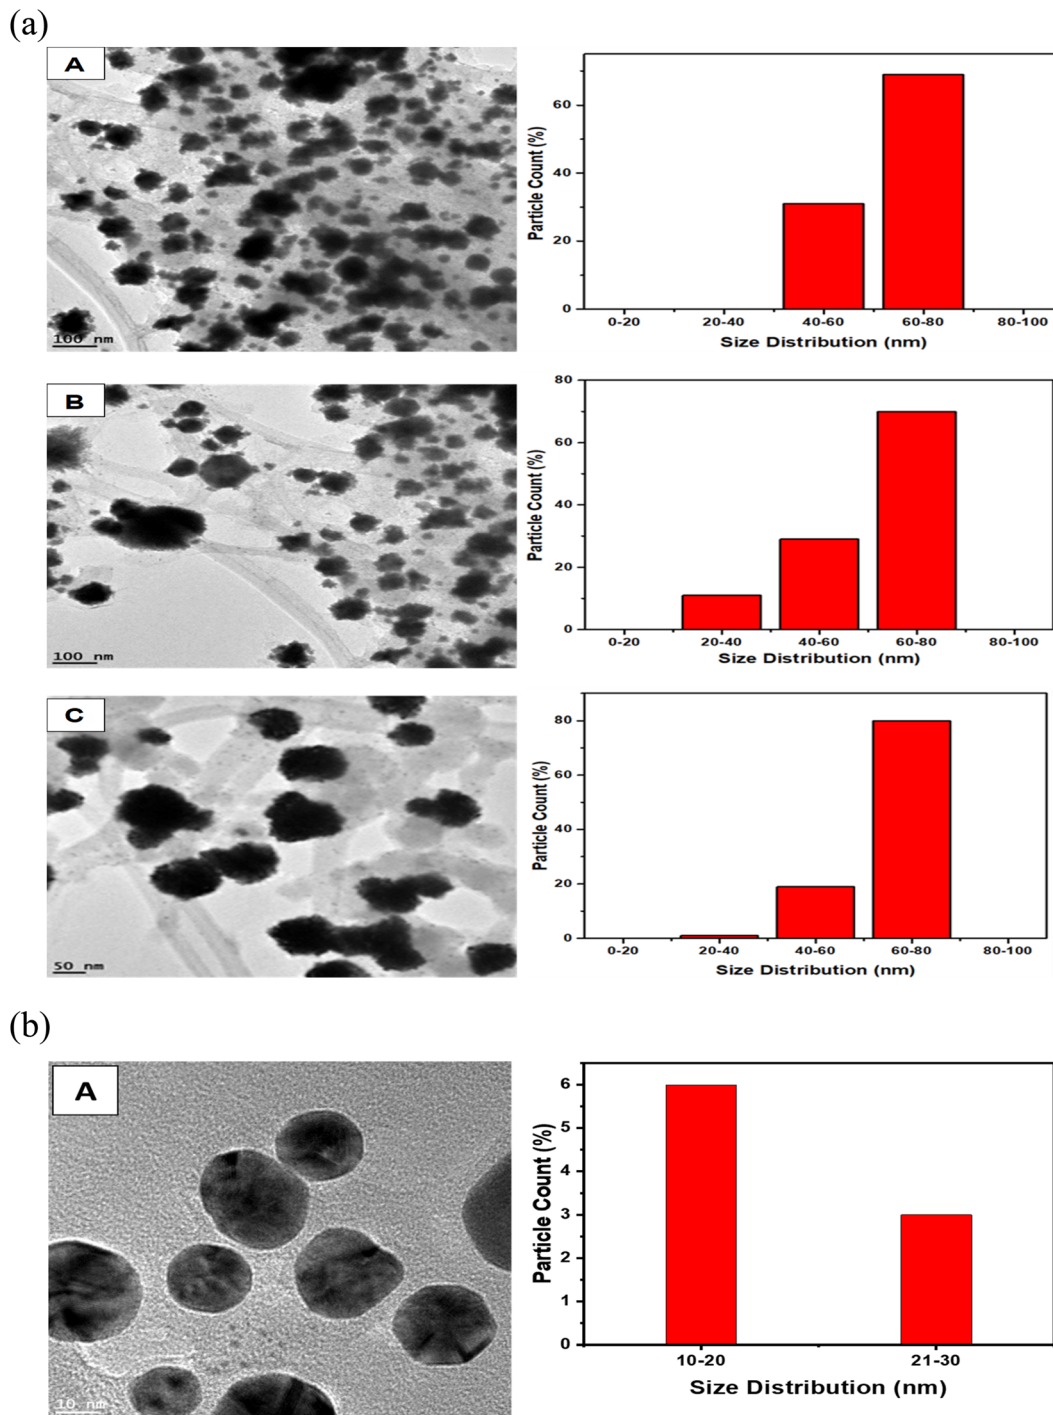 (a)
A
100 nm
Particle Count (%)
60
40
20
0
0-20 20-40 40-60 60-80 80-100
Size Distribution (nm)
B
100 nm
Particle Count (%)
80
60
40
20
0
0-20 20-40 40-60 60-80 80-100
Size Distribution (nm)
C
50 nm
Particle Count (%)
80
60
40
20
0
0-20 20-40 40-60 60-80 80-100
Size Distribution (nm)
(b)
A
10 nm
Particle Count (%)
6
5
4
3
2
1
0
10-20 21-30
Size Distribution (nm)